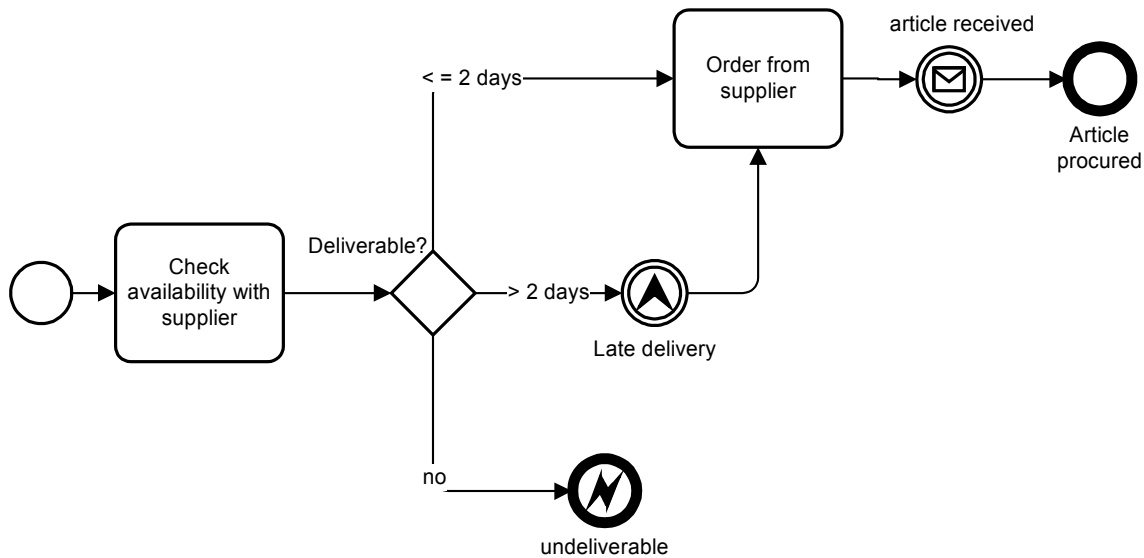 article received
< = 2 days
Order from
supplier
Article
procured
Deliverable?
Check
availability with
supplier
> 2 days
Late delivery
no
undeliverable